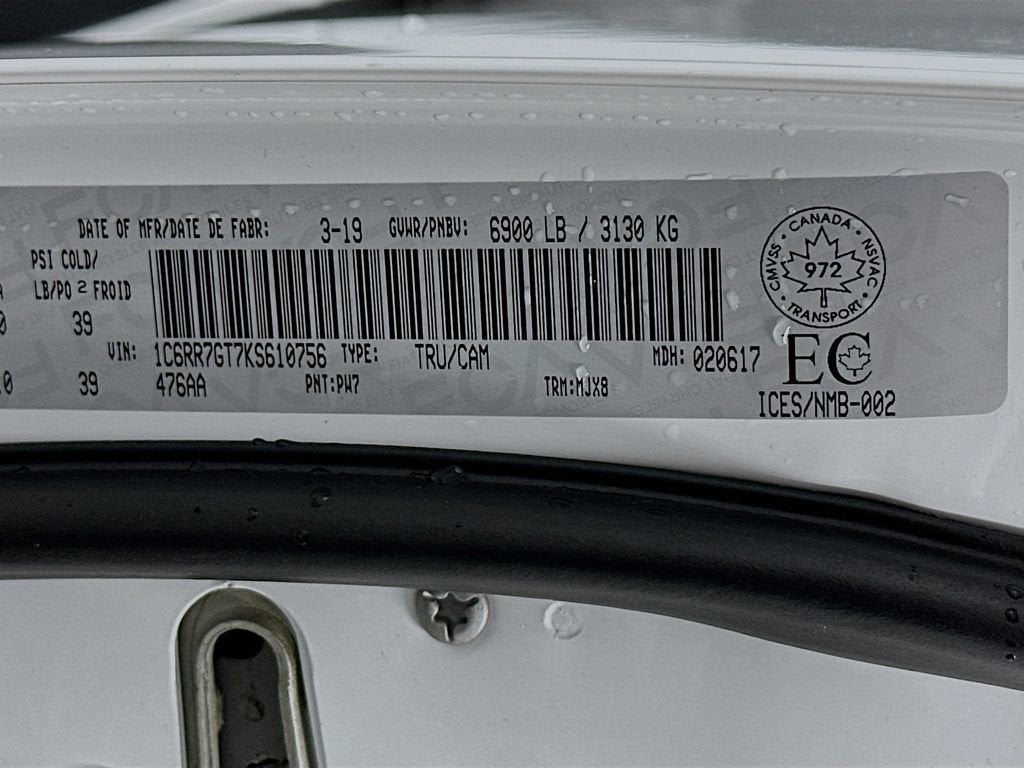 DATE OF MFR/DATE DE FABR: 3-19 GVWR/PNBV: 6900 LB / 3130 KG
PSI COLD/
LB/PO 2 FROID
39
VIN: 1C6RR7GT7KS610756 TYPE: TRU/CAM MDH: 020617
39 476AA PNT:PW7 TRM:MJX8
CMVSS · CANADA · NSVAC
972
· TRANSPORT ·
EC
ICES/NMB-002